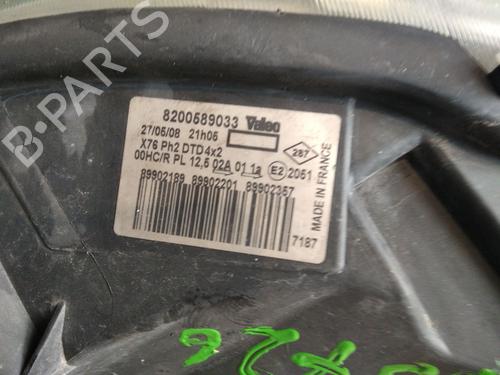 B-PARTS
8200589033 Valeo
27/05/08 21h05
X76 Ph2 DTD 4x2
00HC/R PL 12,5 02A 01 1a E2 2051
287
89902189 89902201 89902357
7187
MADE IN FRANCE